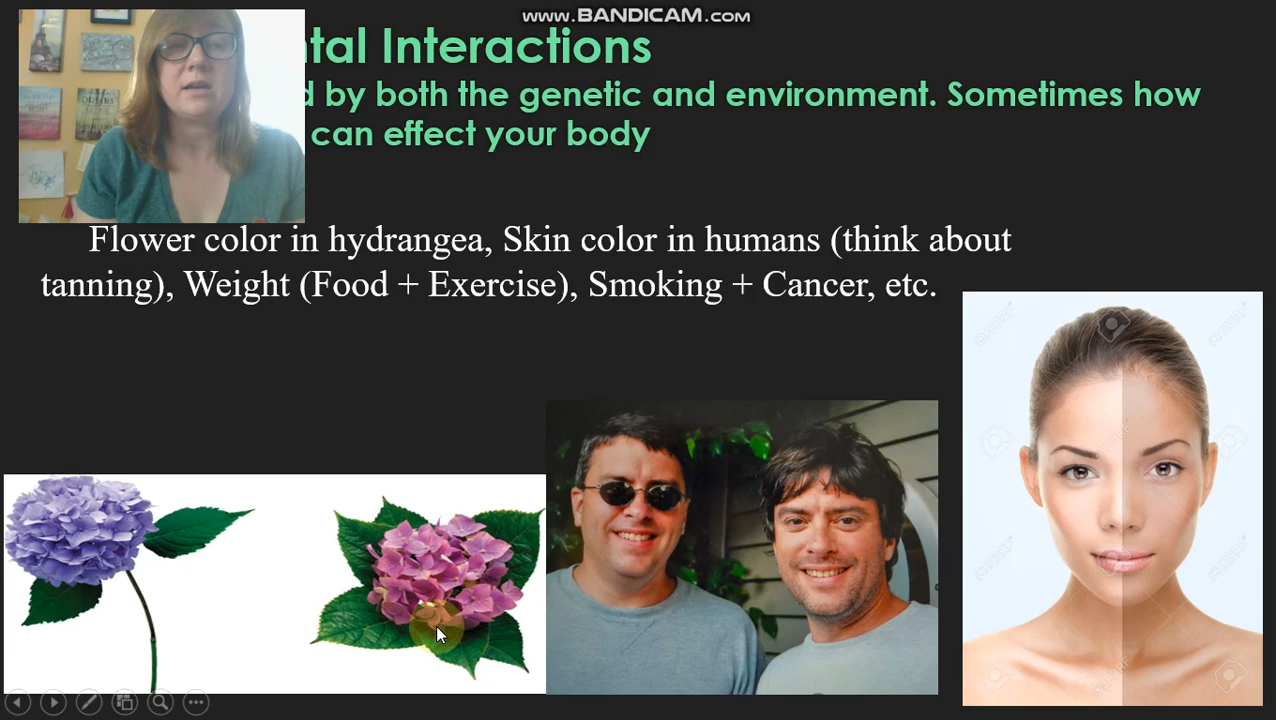 www.BANDICAM.com
tal Interactions
d by both the genetic and environment. Sometimes how
can effect your body
Flower color in hydrangea, Skin color in humans (think about
tanning), Weight (Food + Exercise), Smoking + Cancer, etc.